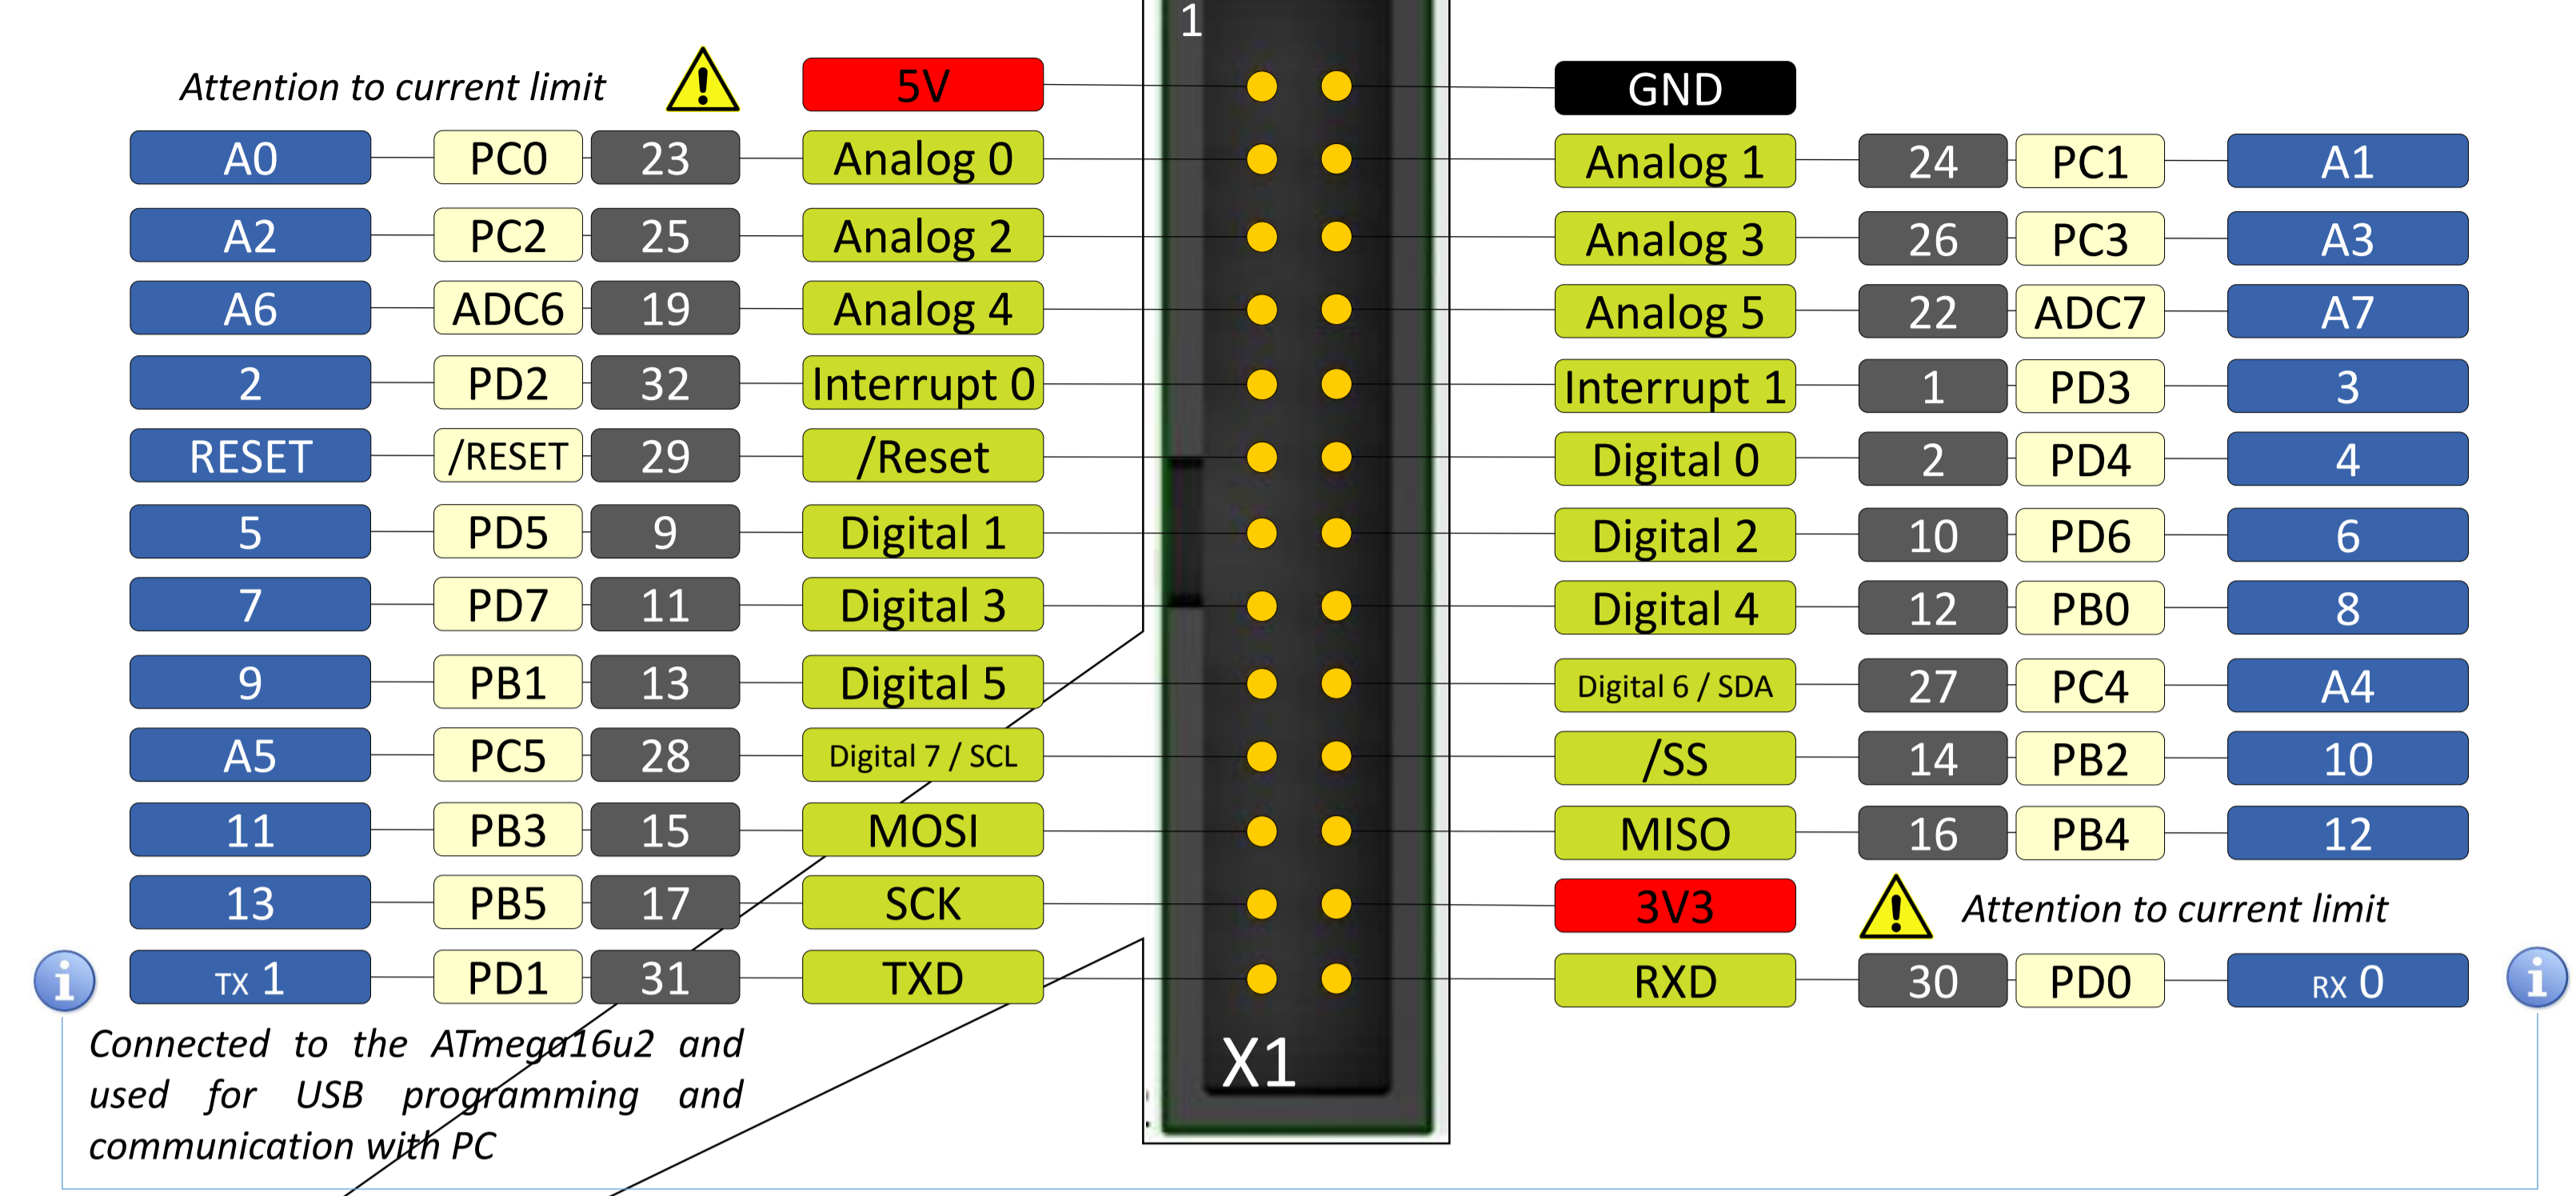 1
Attention to current limit 5V GND
A0 PC0 23 Analog 0 Analog 1 24 PC1 A1
A2 PC2 25 Analog 2 Analog 3 26 PC3 A3
A6 ADC6 19 Analog 4 Analog 5 22 ADC7 A7
2 PD2 32 Interrupt 0 Interrupt 1 1 PD3 3
RESET /RESET 29 /Reset Digital 0 2 PD4 4
5 PD5 9 Digital 1 Digital 2 10 PD6 6
7 PD7 11 Digital 3 Digital 4 12 PB0 8
9 PB1 13 Digital 5 Digital 6 / SDA 27 PC4 A4
A5 PC5 28 Digital 7 / SCL /SS 14 PB2 10
11 PB3 15 MOSI MISO 16 PB4 12
13 PB5 17 SCK 3V3 Attention to current limit
TX 1 PD1 31 TXD RXD 30 PD0 RX 0
Connected to the ATmega16u2 and
used for USB programming and
communication with PC
X1